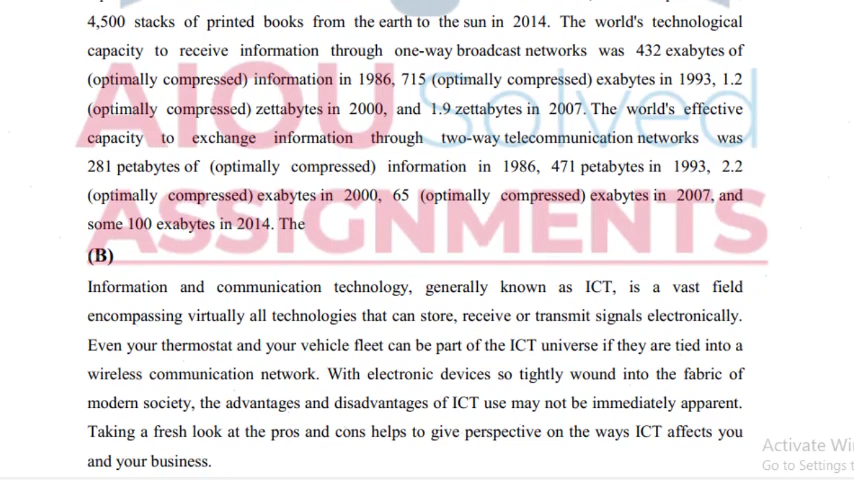 4,500 stacks of printed books from the earth to the sun in 2014. The world's technological
capacity to receive information through one-way broadcast networks was 432 exabytes of
(optimally compressed) information in 1986, 715 (optimally compressed) exabytes in 1993, 1.2
(optimally compressed) zettabytes in 2000, and 1.9 zettabytes in 2007. The world's effective
capacity to exchange information through two-way telecommunication networks was
281 petabytes of (optimally compressed) information in 1986, 471 petabytes in 1993, 2.2
(optimally compressed) exabytes in 2000, 65 (optimally compressed) exabytes in 2007, and
some 100 exabytes in 2014. The
AIOU Solved
ASSIGNMENTS
(B)
Information and communication technology, generally known as ICT, is a vast field
encompassing virtually all technologies that can store, receive or transmit signals electronically.
Even your thermostat and your vehicle fleet can be part of the ICT universe if they are tied into a
wireless communication network. With electronic devices so tightly wound into the fabric of
modern society, the advantages and disadvantages of ICT use may not be immediately apparent.
Taking a fresh look at the pros and cons helps to give perspective on the ways ICT affects you
and your business.
Activate
Go to Settings